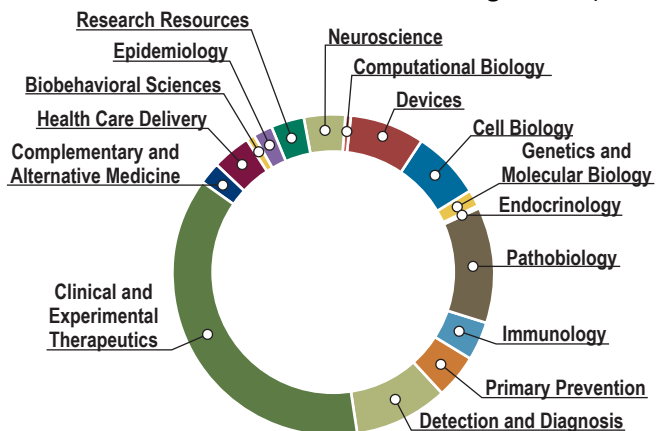 Research Resources
Neuroscience
Epidemiology
Computational Biology
Biobehavioral Sciences
Devices
Health Care Delivery
Cell Biology
Complementary and
Alternative Medicine
Genetics and
Molecular Biology
Endocrinology
Pathobiology
Clinical and
Experimental
Therapeutics
Immunology
Primary Prevention
Detection and Diagnosis